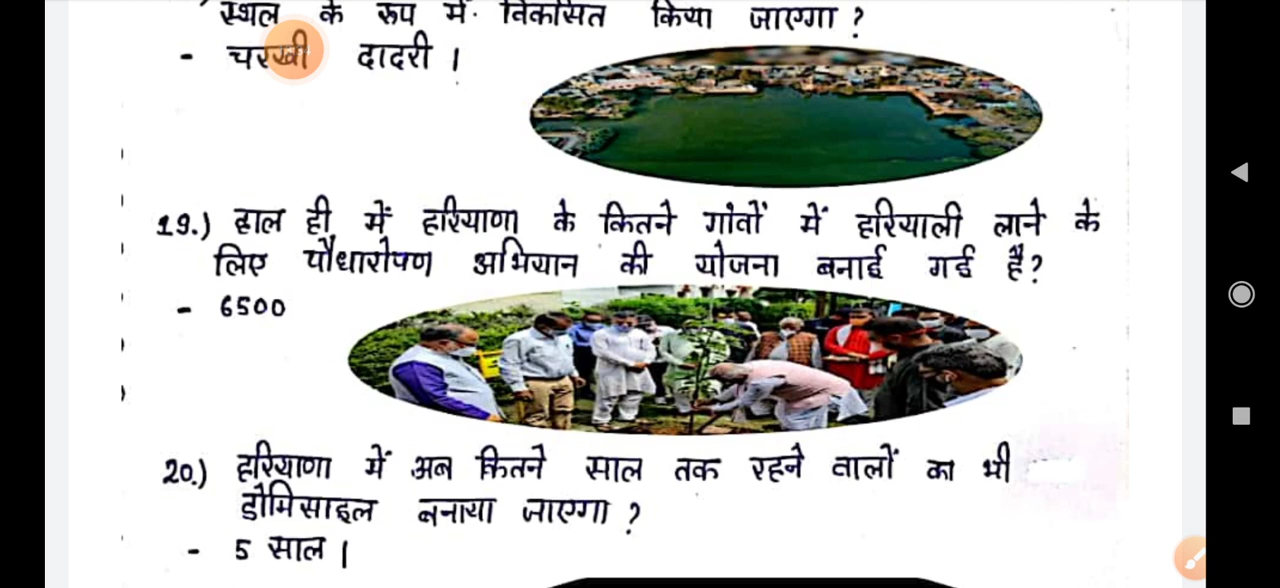 स्थल के रूप में विकसित किया जाएगा ?
- चरखी दादरी ।
19.) हाल ही में हरियाणा के कितने गांवों में हरियाली लाने के
लिए पौधारोपण अभियान की योजना बनाई गई है ?
- 6500
20.) हरियाणा में अब कितने साल तक रहने वालों का भी
डोमिसाइल बनाया जाएगा ?
- 5 साल ।